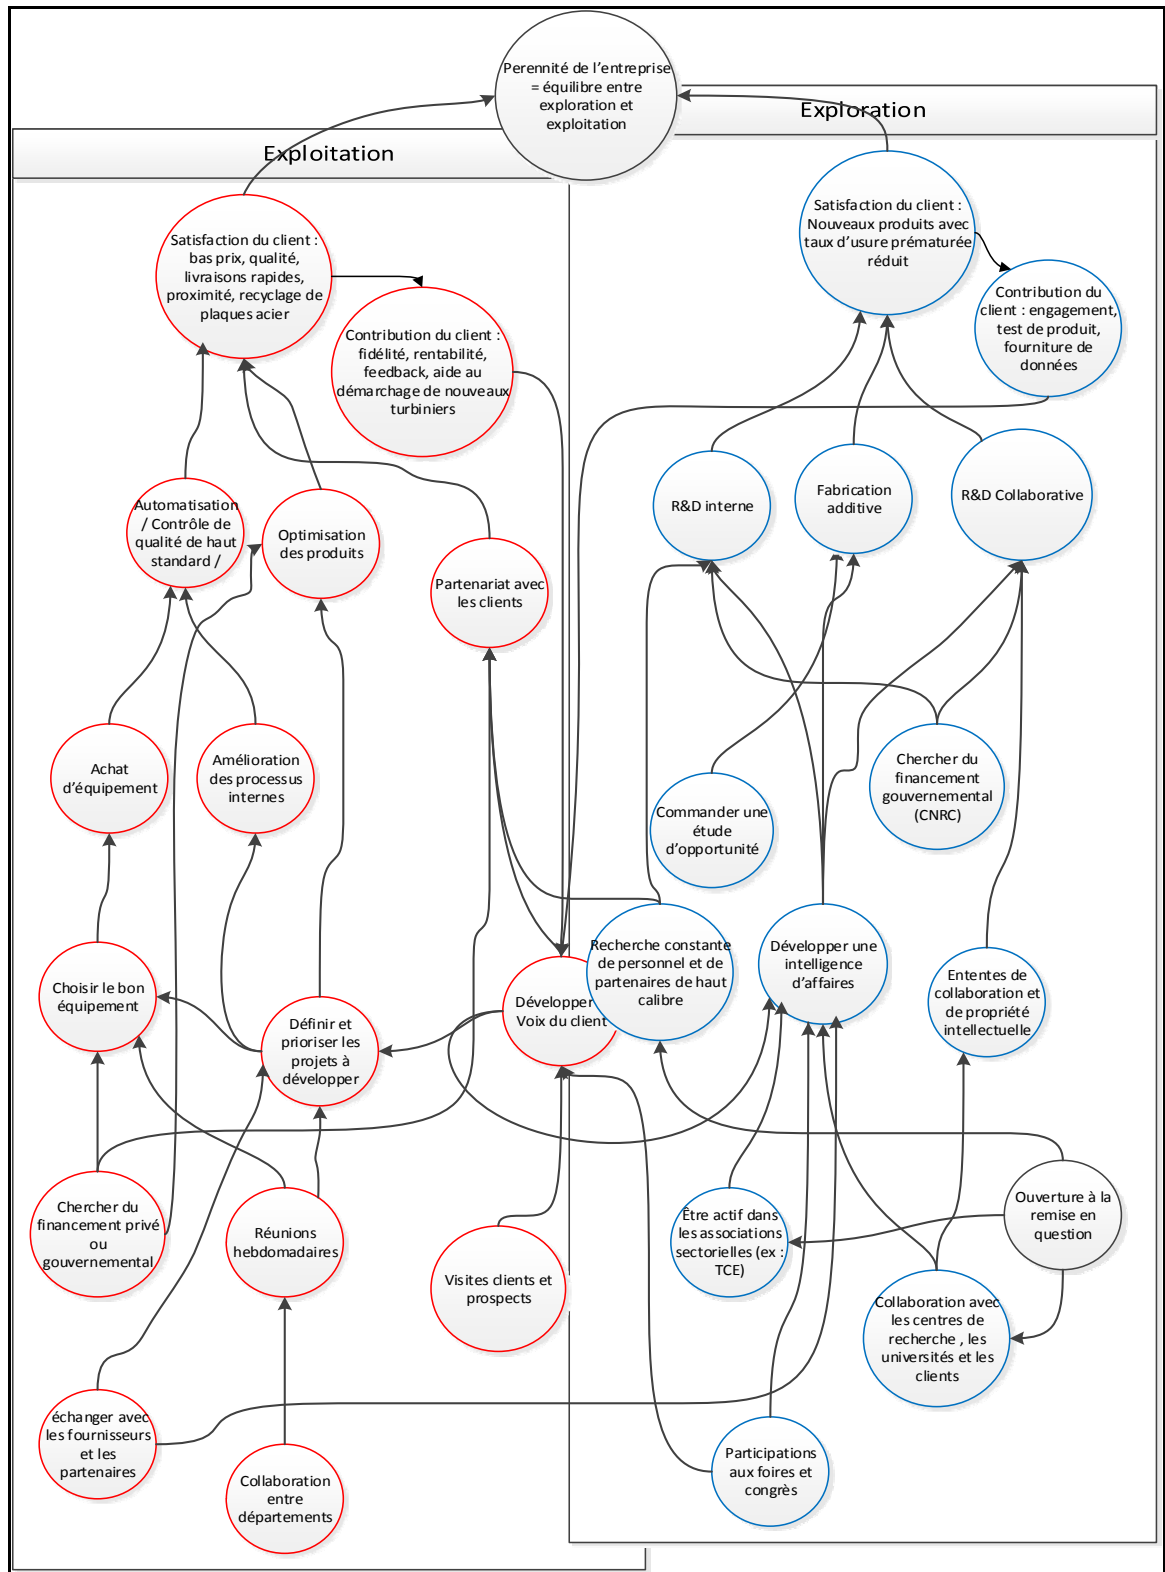 Perennité de l’entreprise
= équilibre entre
exploration et
exploitation
Exploration
Exploitation
Satisfaction du client :
bas prix, qualité,
livraisons rapides,
proximité, recyclage de
plaques acier
Contribution du client :
fidélité, rentabilité,
feedback, aide au
démarchage de nouveaux
turbiniers
Satisfaction du client :
Nouveaux produits avec
taux d’usure prématurée
réduit
Contribution du
client : engagement,
test de produit,
fourniture de
données
Automatisation
/ Contrôle de
qualité de haut
standard /
Optimisation
des produits
Partenariat avec
les clients
R&D interne
Fabrication
additive
R&D Collaborative
Achat
d’équipement
Amélioration
des processus
internes
Commander une
étude
d’opportunité
Chercher du
financement
gouvernemental
(CNRC)
Choisir le bon
équipement
Définir et
prioriser les
projets à
développer
Développer
Voix du client
Recherche constante
de personnel et de
partenaires de haut
calibre
Développer une
intelligence
d’affaires
Ententes de
collaboration et
de propriété
intellectuelle
Chercher du
financement privé
ou
gouvernemental
Réunions
hebdomadaires
Visites clients et
prospects
Être actif dans
les associations
sectorielles (ex :
TCE)
Ouverture à la
remise en
question
Collaboration avec
les centres de
recherche , les
universités et les
clients
échanger avec
les fournisseurs
et les
partenaires
Collaboration
entre
départements
Participations
aux foires et
congrès